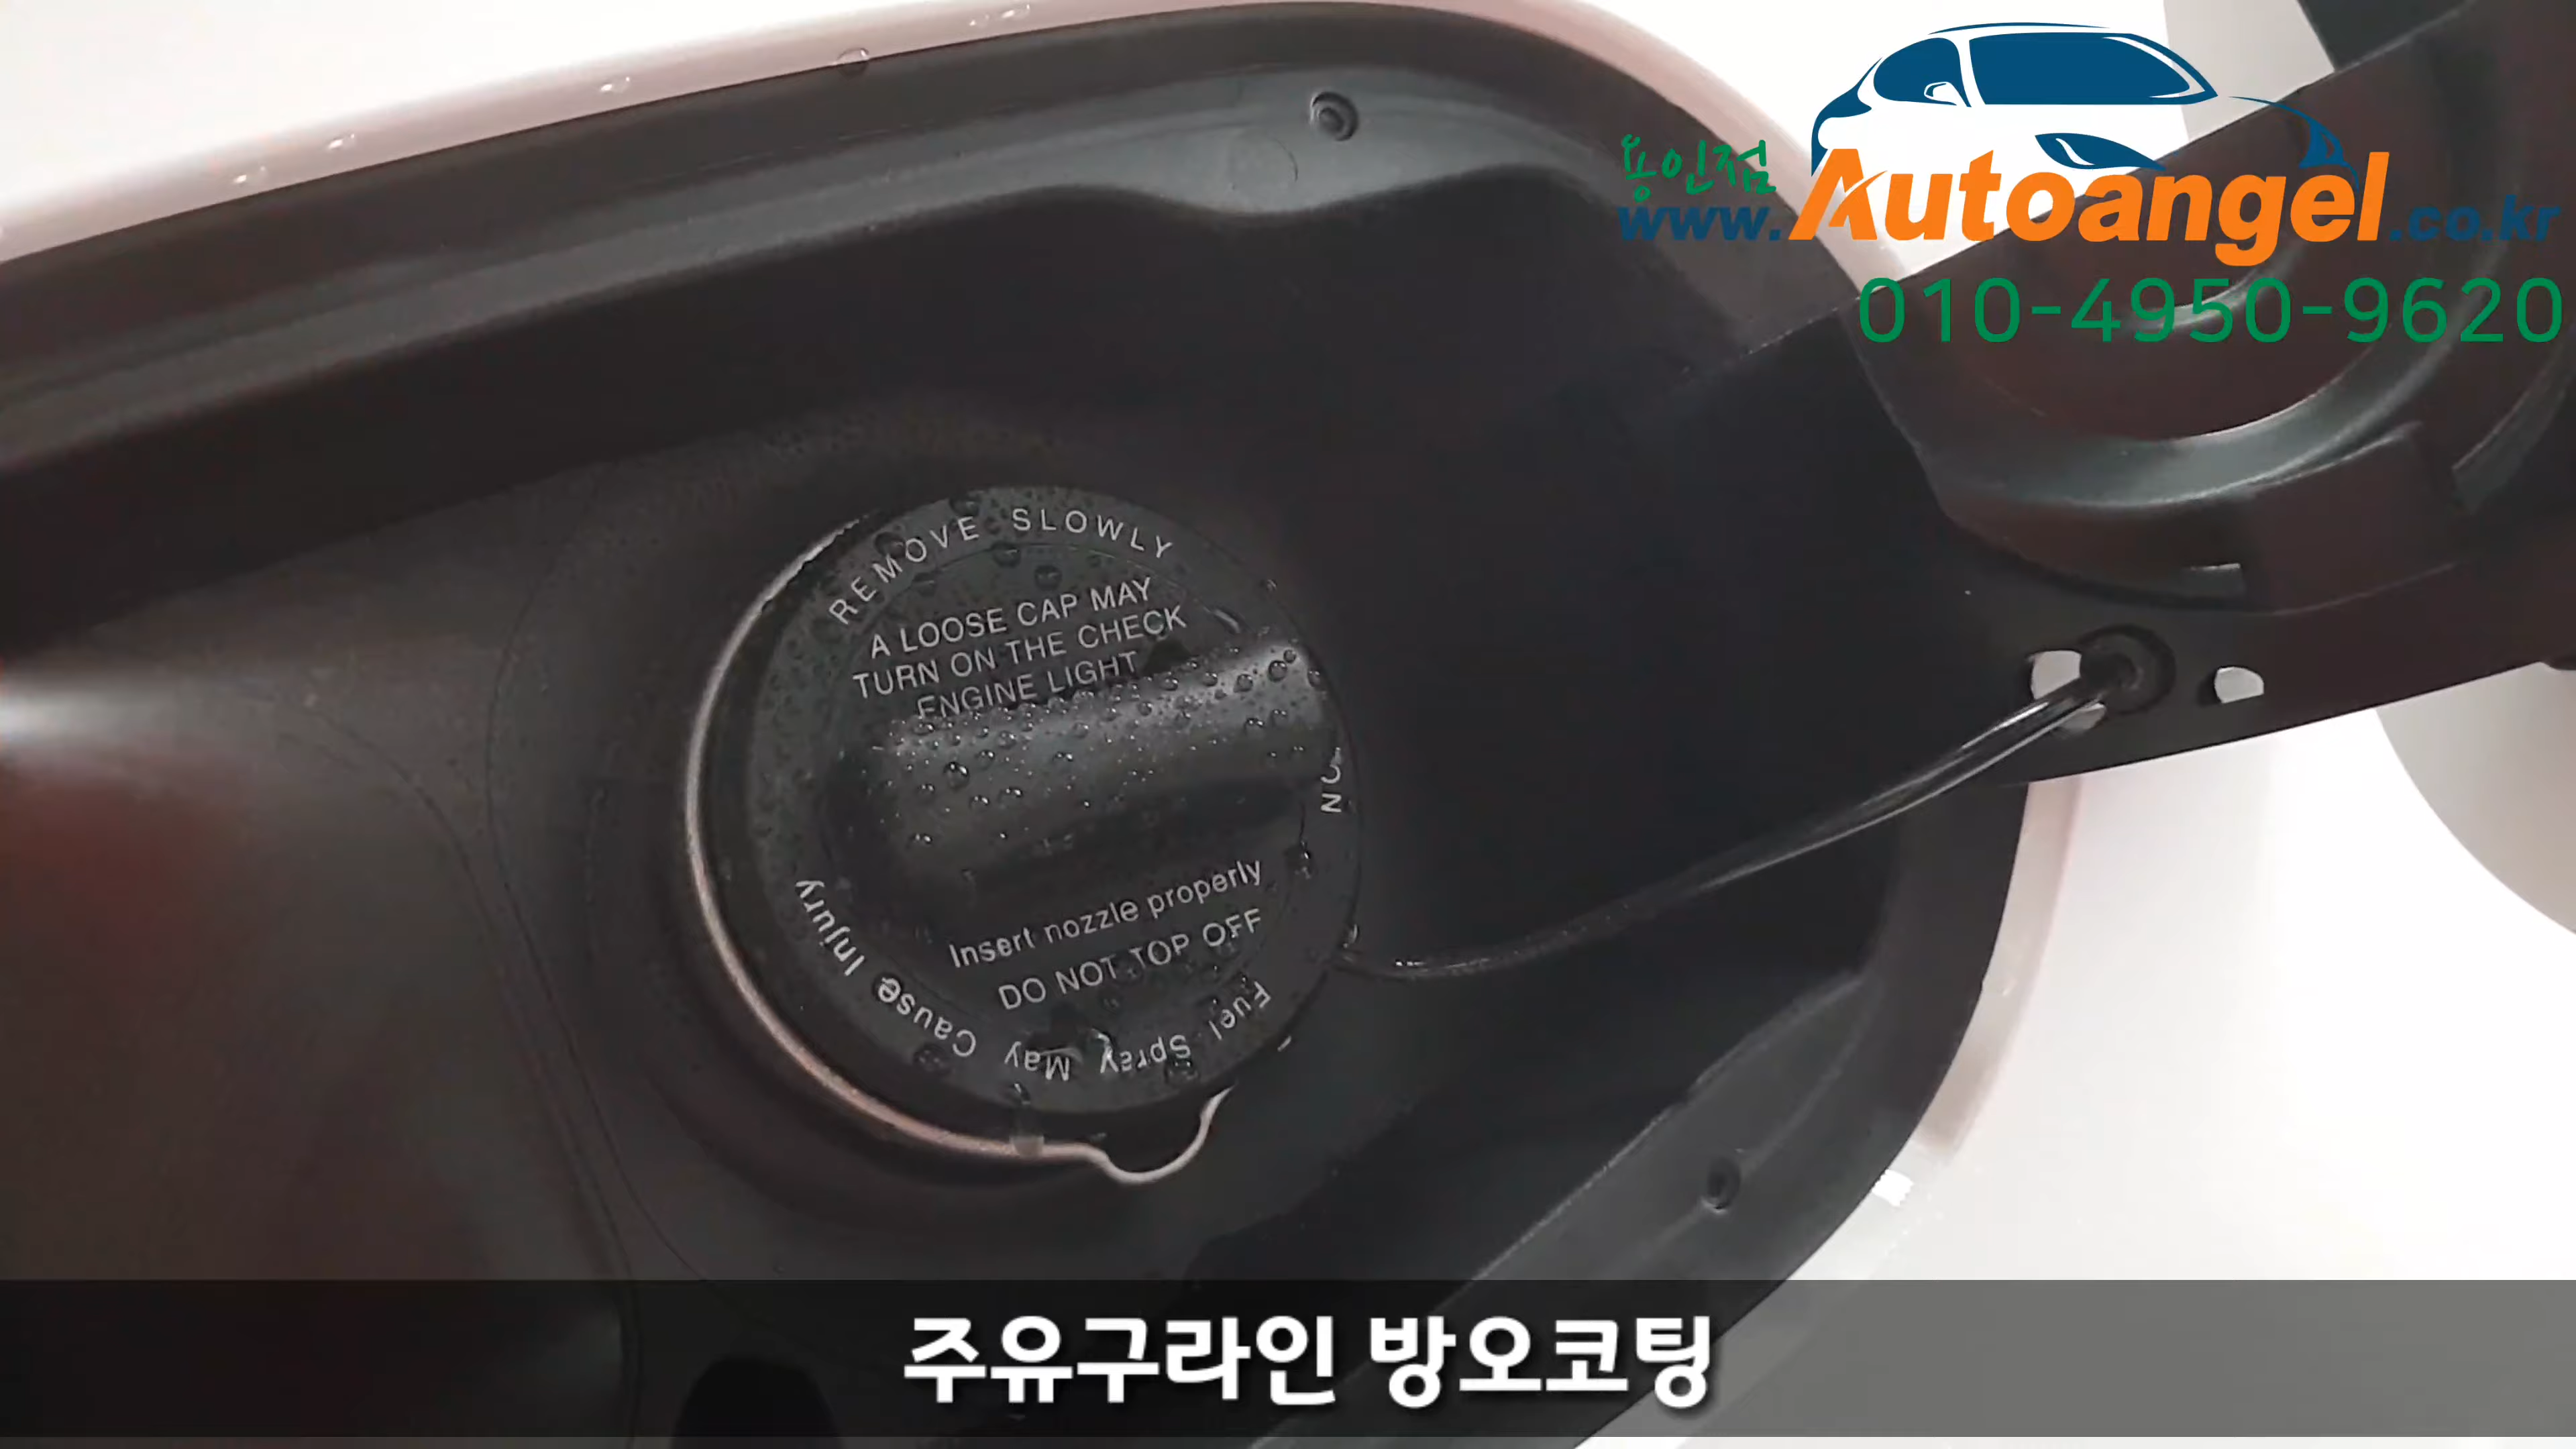 용인점
www.Autoangel.co.kr
010-4950-9620
REMOVE SLOWLY
A LOOSE CAP MAY
TURN ON THE CHECK
ENGINE LIGHT
Insert nozzle properly
DO NOT TOP OFF
Fuel Spray May Cause Injury
주유구라인 방오코팅